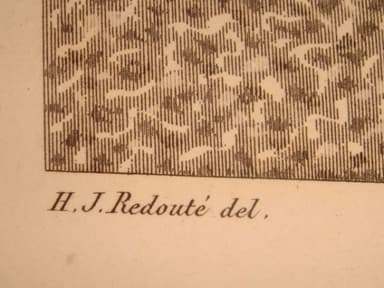 H. J. Redouté del.